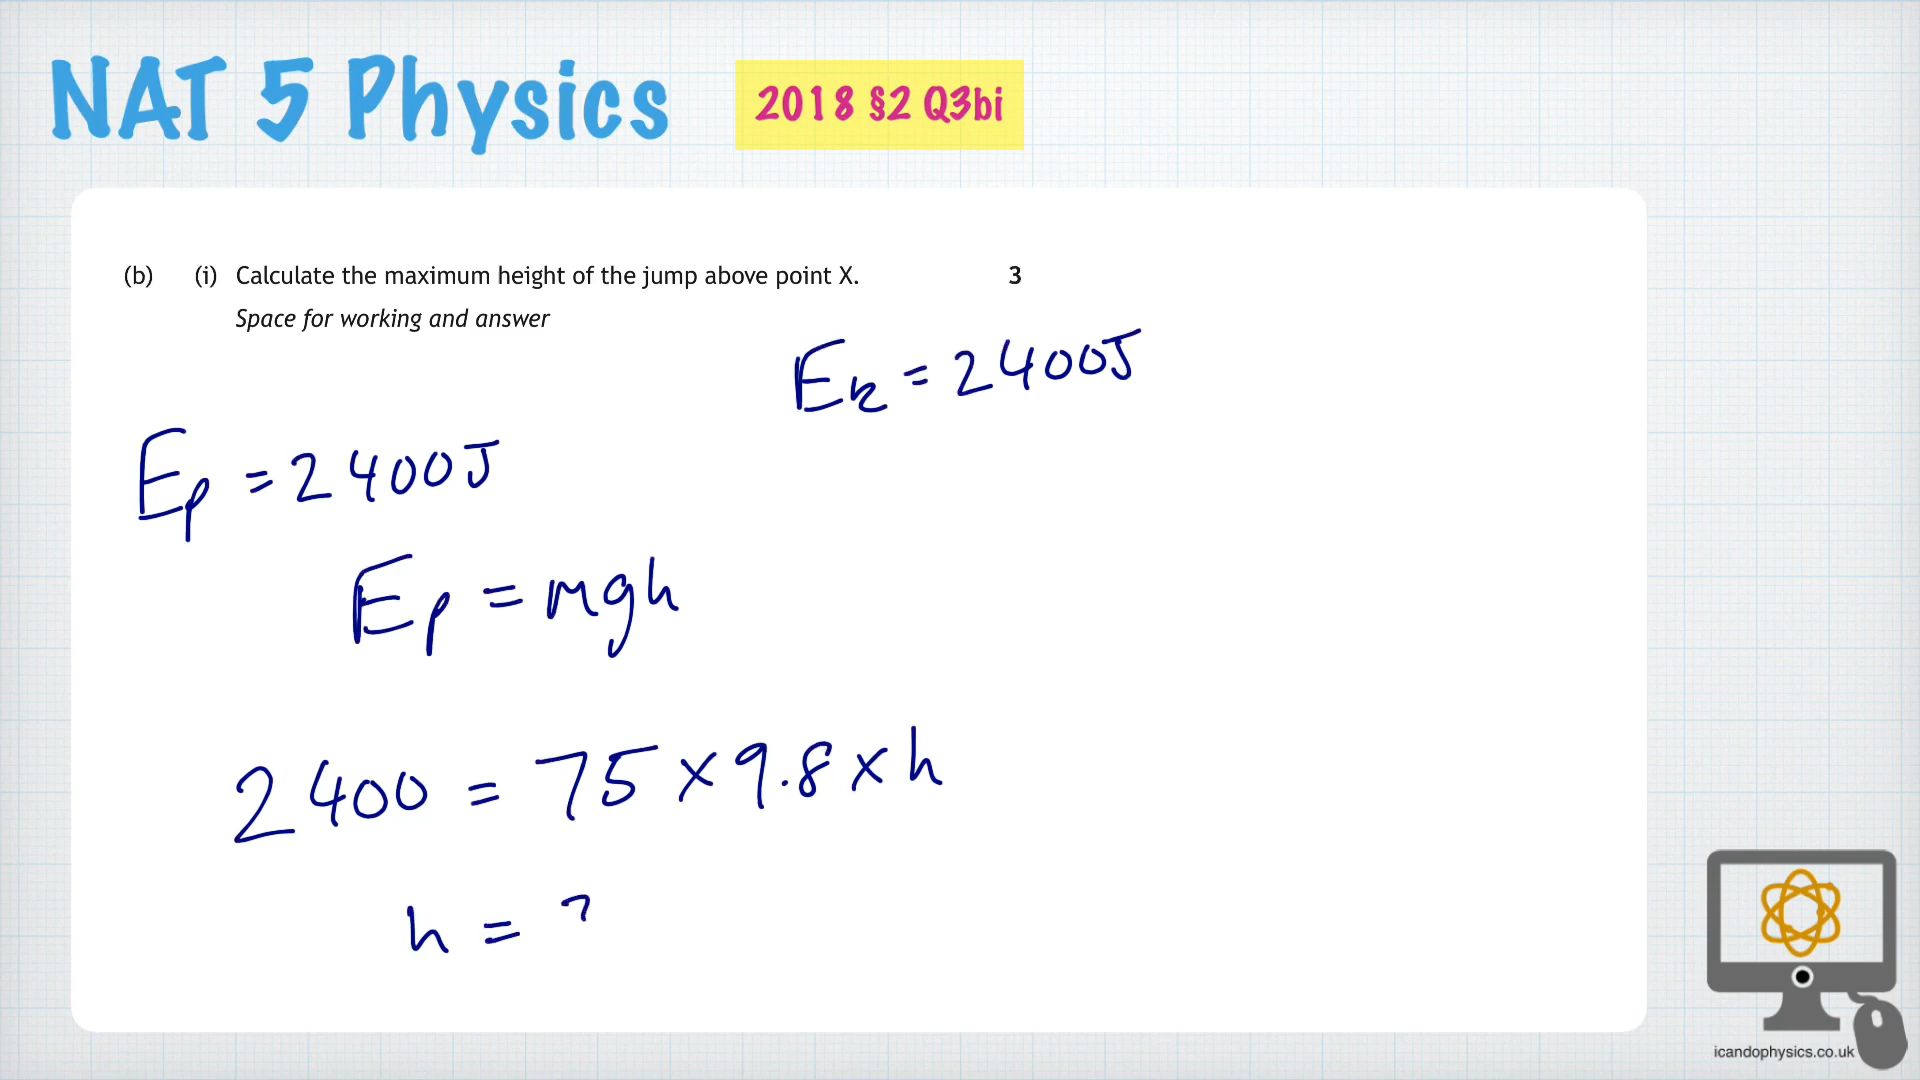 NAT 5 Physics
2018 §2 Q3bi
(b) (i) Calculate the maximum height of the jump above point X. 3
Space for working and answer
Ek = 2400J
Ep = 2400J
Ep = mgh
2400 = 75 × 9.8 × h
h =
icandophysics.co.uk